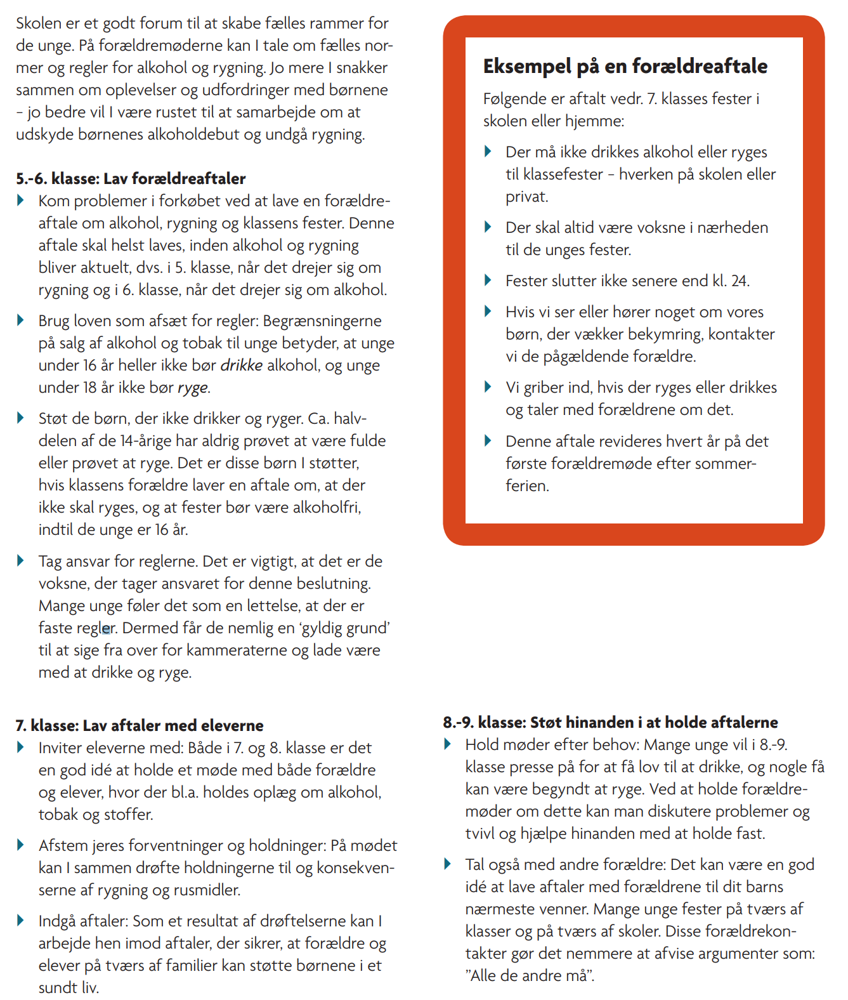 Skolen er et godt forum til at skabe fælles rammer for
de unge. På forældremøderne kan I tale om fælles nor-
mer og regler for alkohol og rygning. Jo mere I snakker
sammen om oplevelser og udfordringer med børnene
– jo bedre vil I være rustet til at samarbejde om at
udskyde børnenes alkoholdebut og undgå rygning.
5.-6. klasse: Lav forældreaftaler
Kom problemer i forkøbet ved at lave en forældre-
aftale om alkohol, rygning og klassens fester. Denne
aftale skal helst laves, inden alkohol og rygning
bliver aktuelt, dvs. i 5. klasse, når det drejer sig om
rygning og i 6. klasse, når det drejer sig om alkohol.
Brug loven som afsæt for regler: Begrænsningerne
på salg af alkohol og tobak til unge betyder, at unge
under 16 år heller ikke bør drikke alkohol, og unge
under 18 år ikke bør ryge.
Støt de børn, der ikke drikker og ryger. Ca. halv-
delen af de 14-årige har aldrig prøvet at være fulde
eller prøvet at ryge. Det er disse børn I støtter,
hvis klassens forældre laver en aftale om, at der
ikke skal ryges, og at fester bør være alkoholfri,
indtil de unge er 16 år.
Tag ansvar for reglerne. Det er vigtigt, at det er de
voksne, der tager ansvaret for denne beslutning.
Mange unge føler det som en lettelse, at der er
faste regler. Dermed får de nemlig en ‘gyldig grund’
til at sige fra over for kammeraterne og lade være
med at drikke og ryge.
Eksempel på en forældreaftale
Følgende er aftalt vedr. 7. klasses fester i
skolen eller hjemme:
Der må ikke drikkes alkohol eller ryges
til klassefester – hverken på skolen eller
privat.
Der skal altid være voksne i nærheden
til de unges fester.
Fester slutter ikke senere end kl. 24.
Hvis vi ser eller hører noget om vores
børn, der vækker bekymring, kontakter
vi de pågældende forældre.
Vi griber ind, hvis der ryges eller drikkes
og taler med forældrene om det.
Denne aftale revideres hvert år på det
første forældremøde efter sommer-
ferien.
7. klasse: Lav aftaler med eleverne
Inviter eleverne med: Både i 7. og 8. klasse er det
en god idé at holde et møde med både forældre
og elever, hvor der bl.a. holdes oplæg om alkohol,
tobak og stoffer.
Afstem jeres forventninger og holdninger: På mødet
kan I sammen drøfte holdningerne til og konsekven-
serne af rygning og rusmidler.
Indgå aftaler: Som et resultat af drøftelserne kan I
arbejde hen imod aftaler, der sikrer, at forældre og
elever på tværs af familier kan støtte børnene i et
sundt liv.
8.-9. klasse: Støt hinanden i at holde aftalerne
Hold møder efter behov: Mange unge vil i 8.-9.
klasse presse på for at få lov til at drikke, og nogle få
kan være begyndt at ryge. Ved at holde forældre-
møder om dette kan man diskutere problemer og
tvivl og hjælpe hinanden med at holde fast.
Tal også med andre forældre: Det kan være en god
idé at lave aftaler med forældrene til dit barns
nærmeste venner. Mange unge fester på tværs af
klasser og på tværs af skoler. Disse forældrekon-
takter gør det nemmere at afvise argumenter som:
”Alle de andre må”.